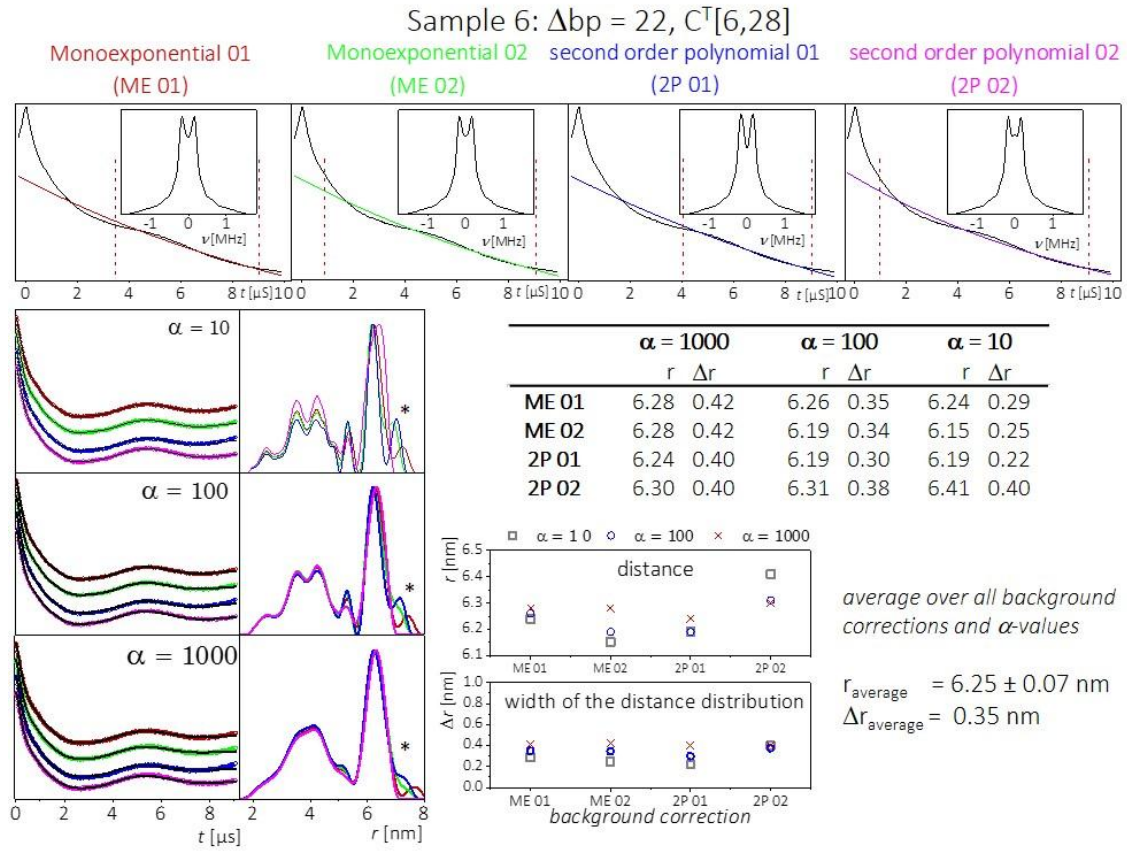 Sample 6: Δbp = 22, Cᵀ[6,28]
Monoexponential 01 Monoexponential 02 second order polynomial 01 second order polynomial 02
(ME 01) (ME 02) (2P 01) (2P 02)
-1 0 1 -1 0 1 -1 0 1 -1 0 1
ν[MHz] ν[MHz] ν[MHz] ν[MHz]
0 2 4 6 8 t [μS] 10 0 2 4 6 8 t [μS] 10 0 2 4 6 8 t [μS] 10 0 2 4 6 8 t [μS] 10
α = 10
*
α = 100
*
α = 1000
*
0 2 4 6 8 2 4 6 8
t [μs] r [nm]
α = 1000 α = 100 α = 10
r Δr r Δr r Δr
ME 01 6.28 0.42 6.26 0.35 6.24 0.29
ME 02 6.28 0.42 6.19 0.34 6.15 0.25
2P 01 6.24 0.40 6.19 0.30 6.19 0.22
2P 02 6.30 0.40 6.31 0.38 6.41 0.40
α = 1 0 α = 100 α = 1000
r [nm]
6.5
6.4
6.3
6.2
6.1
distance
ME 01 ME 02 2P 01 2P 02
Δr [nm]
1.0
0.8
0.6
0.4
0.2
0.0
width of the distance distribution
ME 01 ME 02 2P 01 2P 02
background correction
average over all background
corrections and α-values
r average = 6.25 ± 0.07 nm
Δr average = 0.35 nm